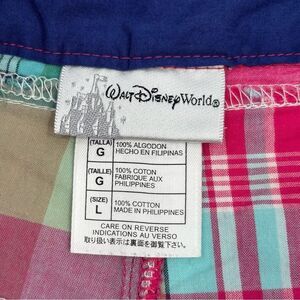 Walt Disney World®
(TALLA)
G
100% ALGODON
HECHO EN FILIPINAS
(TAILLE)
G
100% COTON
FABRIQUE AUX
PHILIPPINES
(SIZE)
L
100% COTTON
MADE IN PHILIPPINES
CARE ON REVERSE
INDICATIONS AU VERSO
取り扱い表示は裏面を御覧下さい